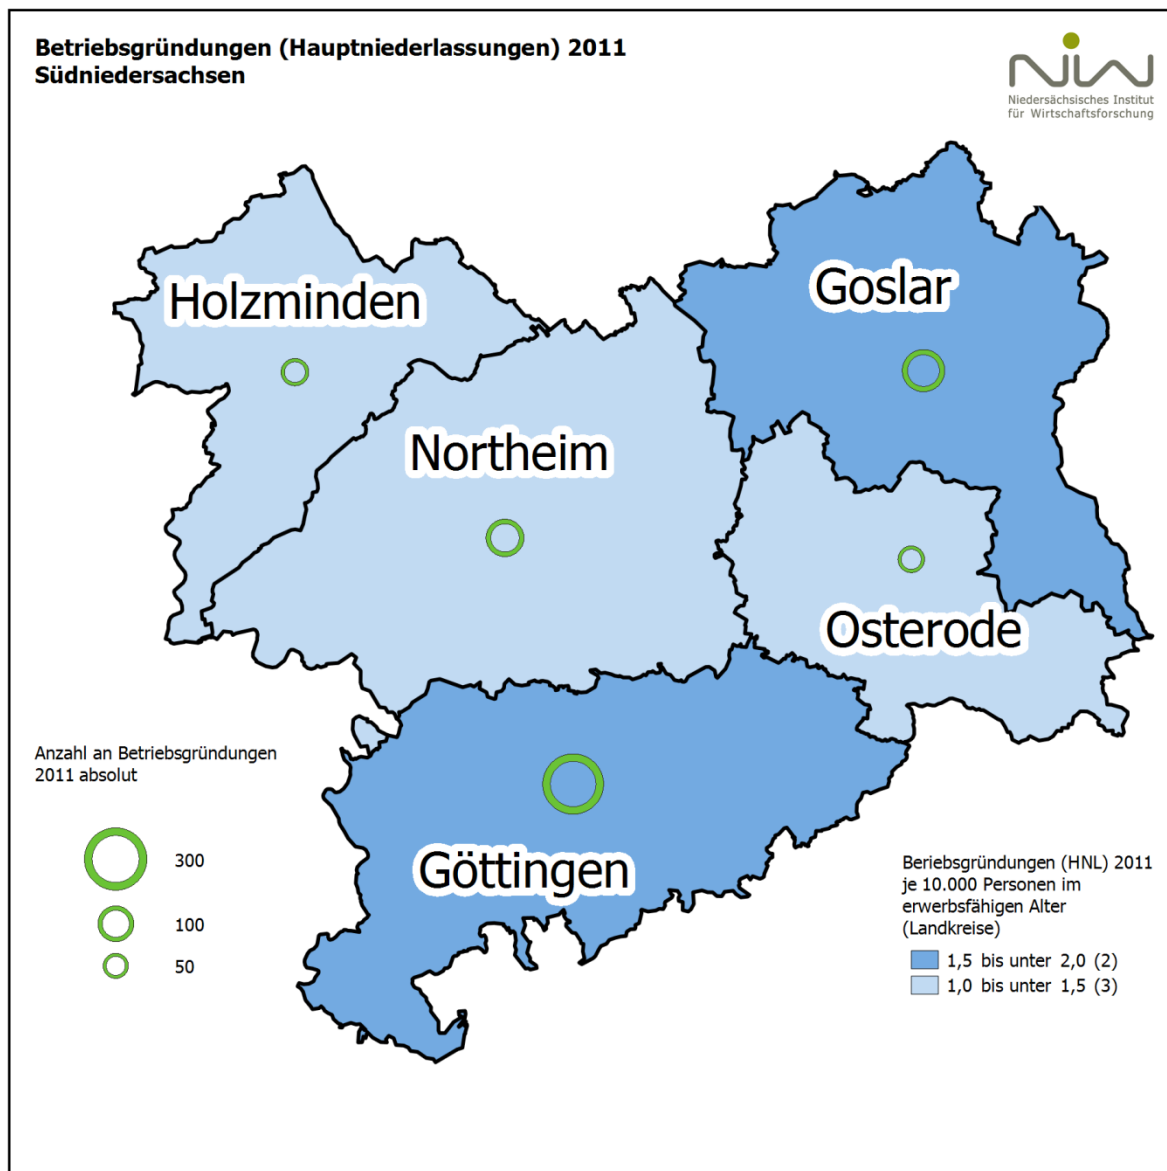 Betriebsgründungen (Hauptniederlassungen) 2011
Südniedersachsen
NIW
Niedersächsisches Institut
für Wirtschaftsforschung
Goslar
Holzminden
Northeim
Osterode
Göttingen
Anzahl an Betriebsgründungen
2011 absolut
300
100
50
Beriebsgründungen (HNL) 2011
je 10.000 Personen im
erwerbsfähigen Alter
(Landkreise)
1,5 bis unter 2,0 (2)
1,0 bis unter 1,5 (3)